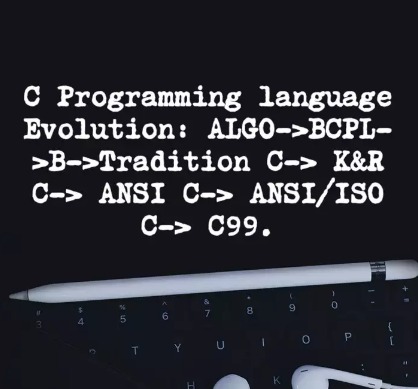 C Programming language
Evolution: ALGO->BCPL-
>B->Tradition C-> K&R
C-> ANSI C-> ANSI/ISO
C-> C99.
# $ % ^ & * ( ) _ +
3 4 5 6 7 8 9 0 - =
T Y U I O P { [
H K : ; "